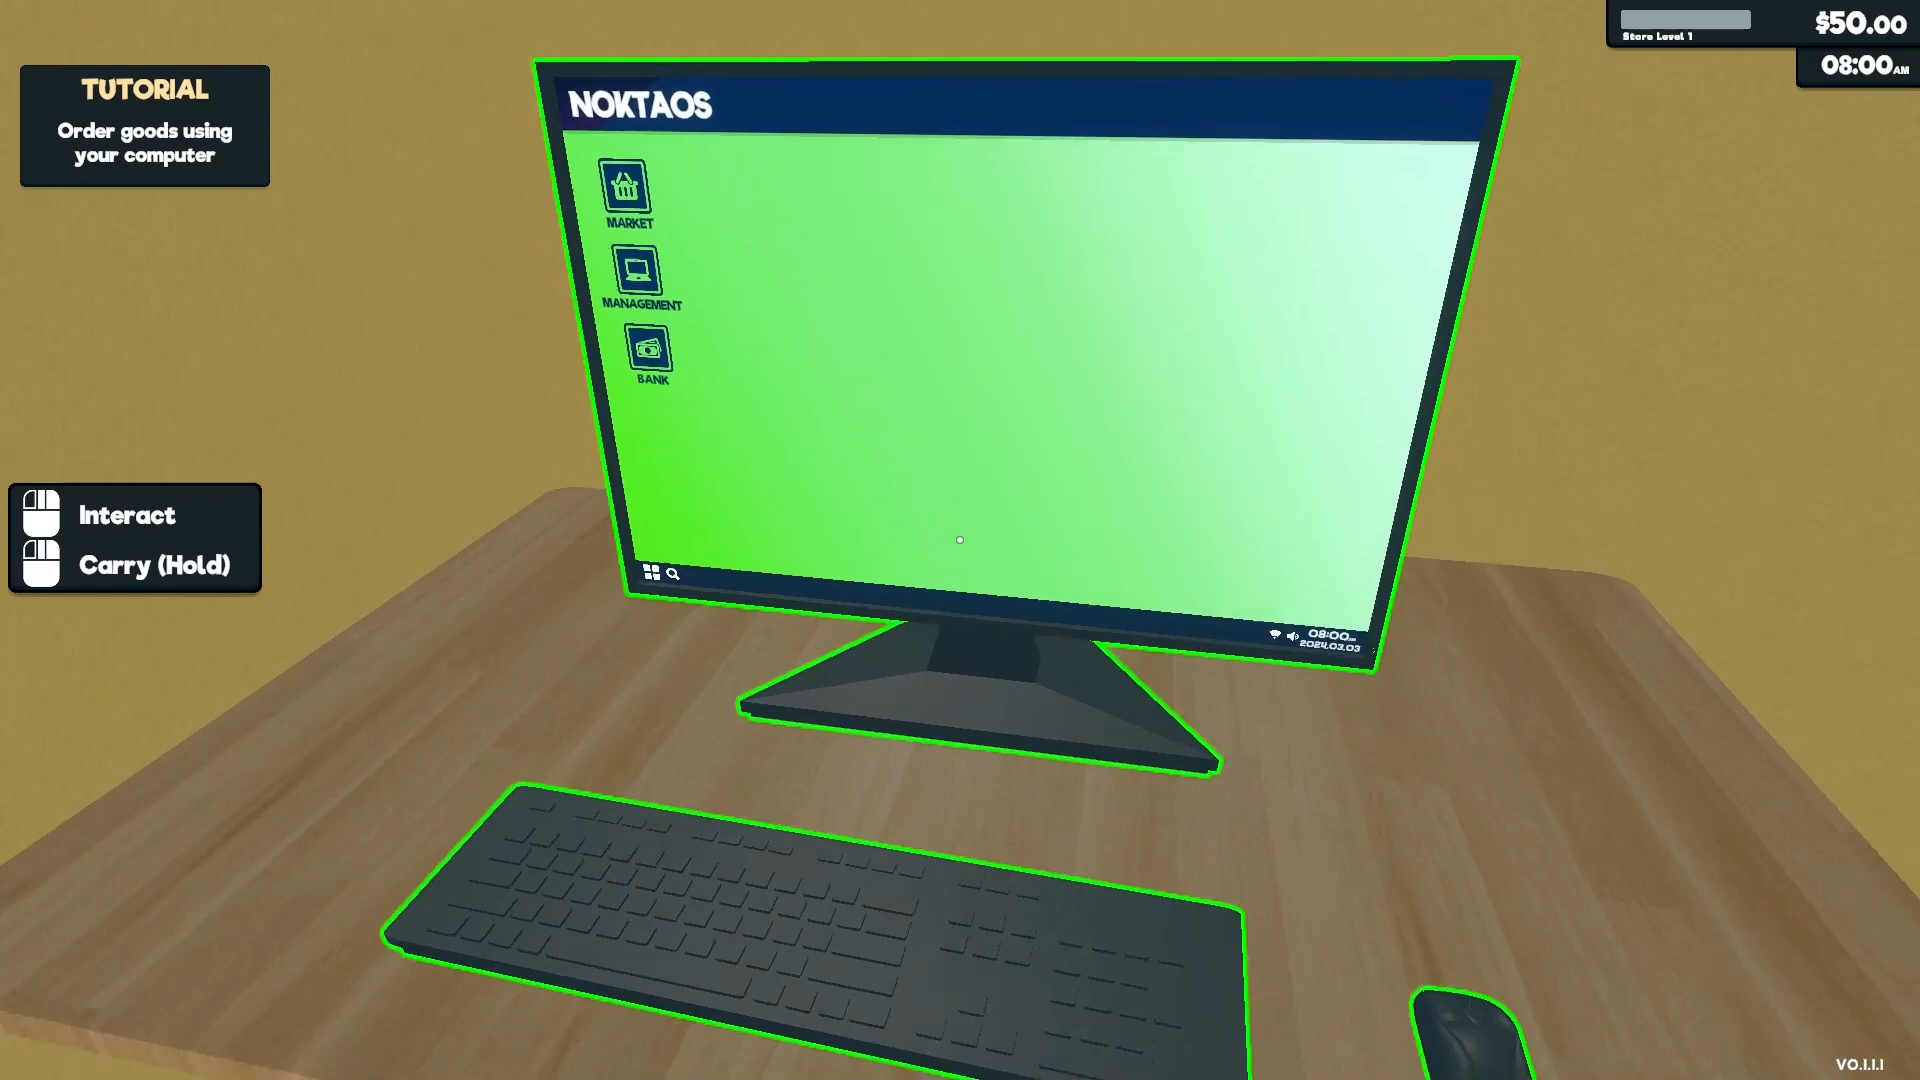 $50.00
Store Level 1
08:00AM
TUTORIAL
Order goods using
your computer
NOKTAOS
MARKET
MANAGEMENT
BANK
Interact
Carry (Hold)
08:00AM
2024.03.03
V0.1.1.1